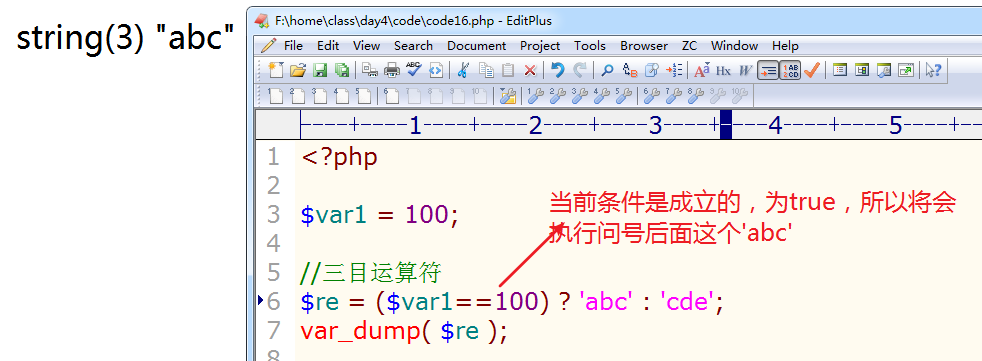 string(3) "abc"
F:\home\class\day4\code\code16.php - EditPlus
File Edit View Search Document Project Tools Browser ZC Window Help
----+----1----+----2----+----3----+----4----+----5----+--
1 <?php
2
3 $var1 = 100;
4
5 //三目运算符
6 $re = ($var1==100) ? 'abc' : 'cde';
7 var_dump( $re );
8
当前条件是成立的，为true，所以将会
执行问号后面这个'abc'